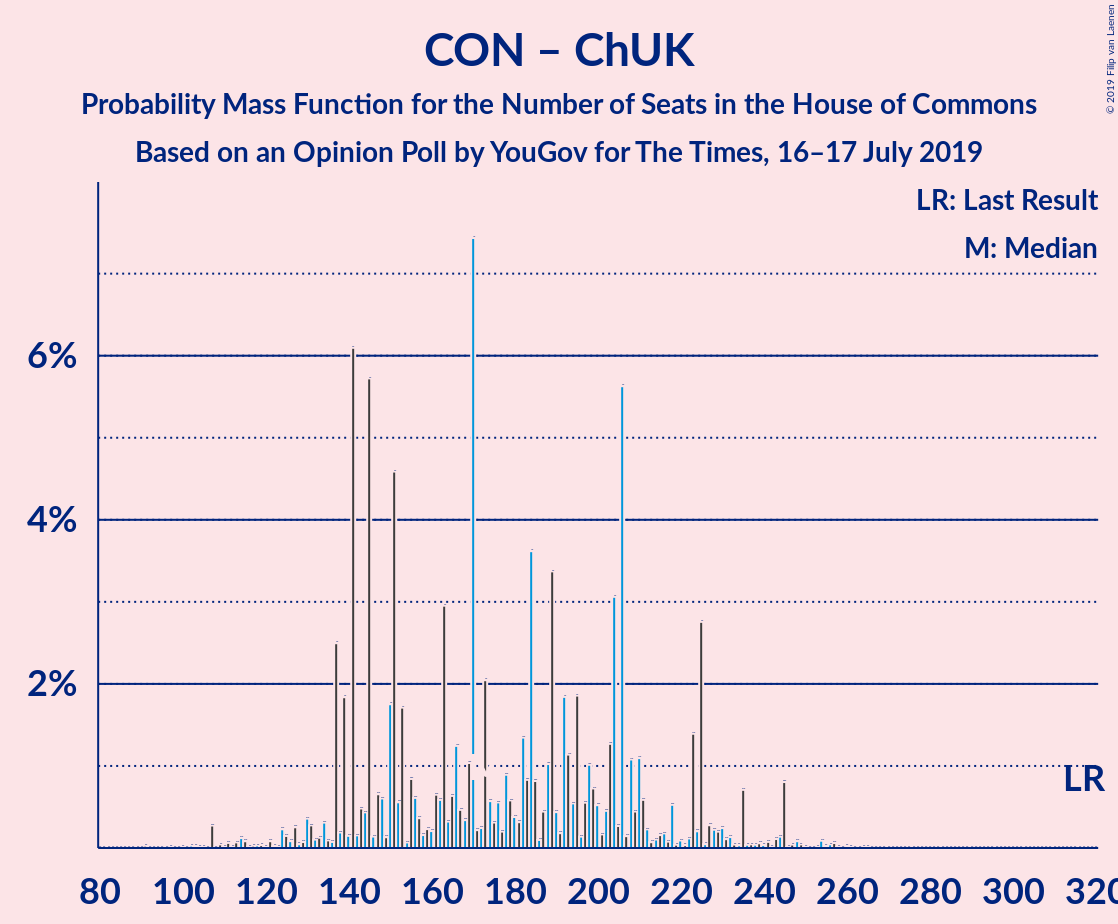 © 2019 Filip van Laenen
CON – ChUK
Probability Mass Function for the Number of Seats in the House of Commons
Based on an Opinion Poll by YouGov for The Times, 16–17 July 2019
LR: Last Result
M: Median
6%
4%
2%
LR
80 100 120 140 160 180 200 220 240 260 280 300 320